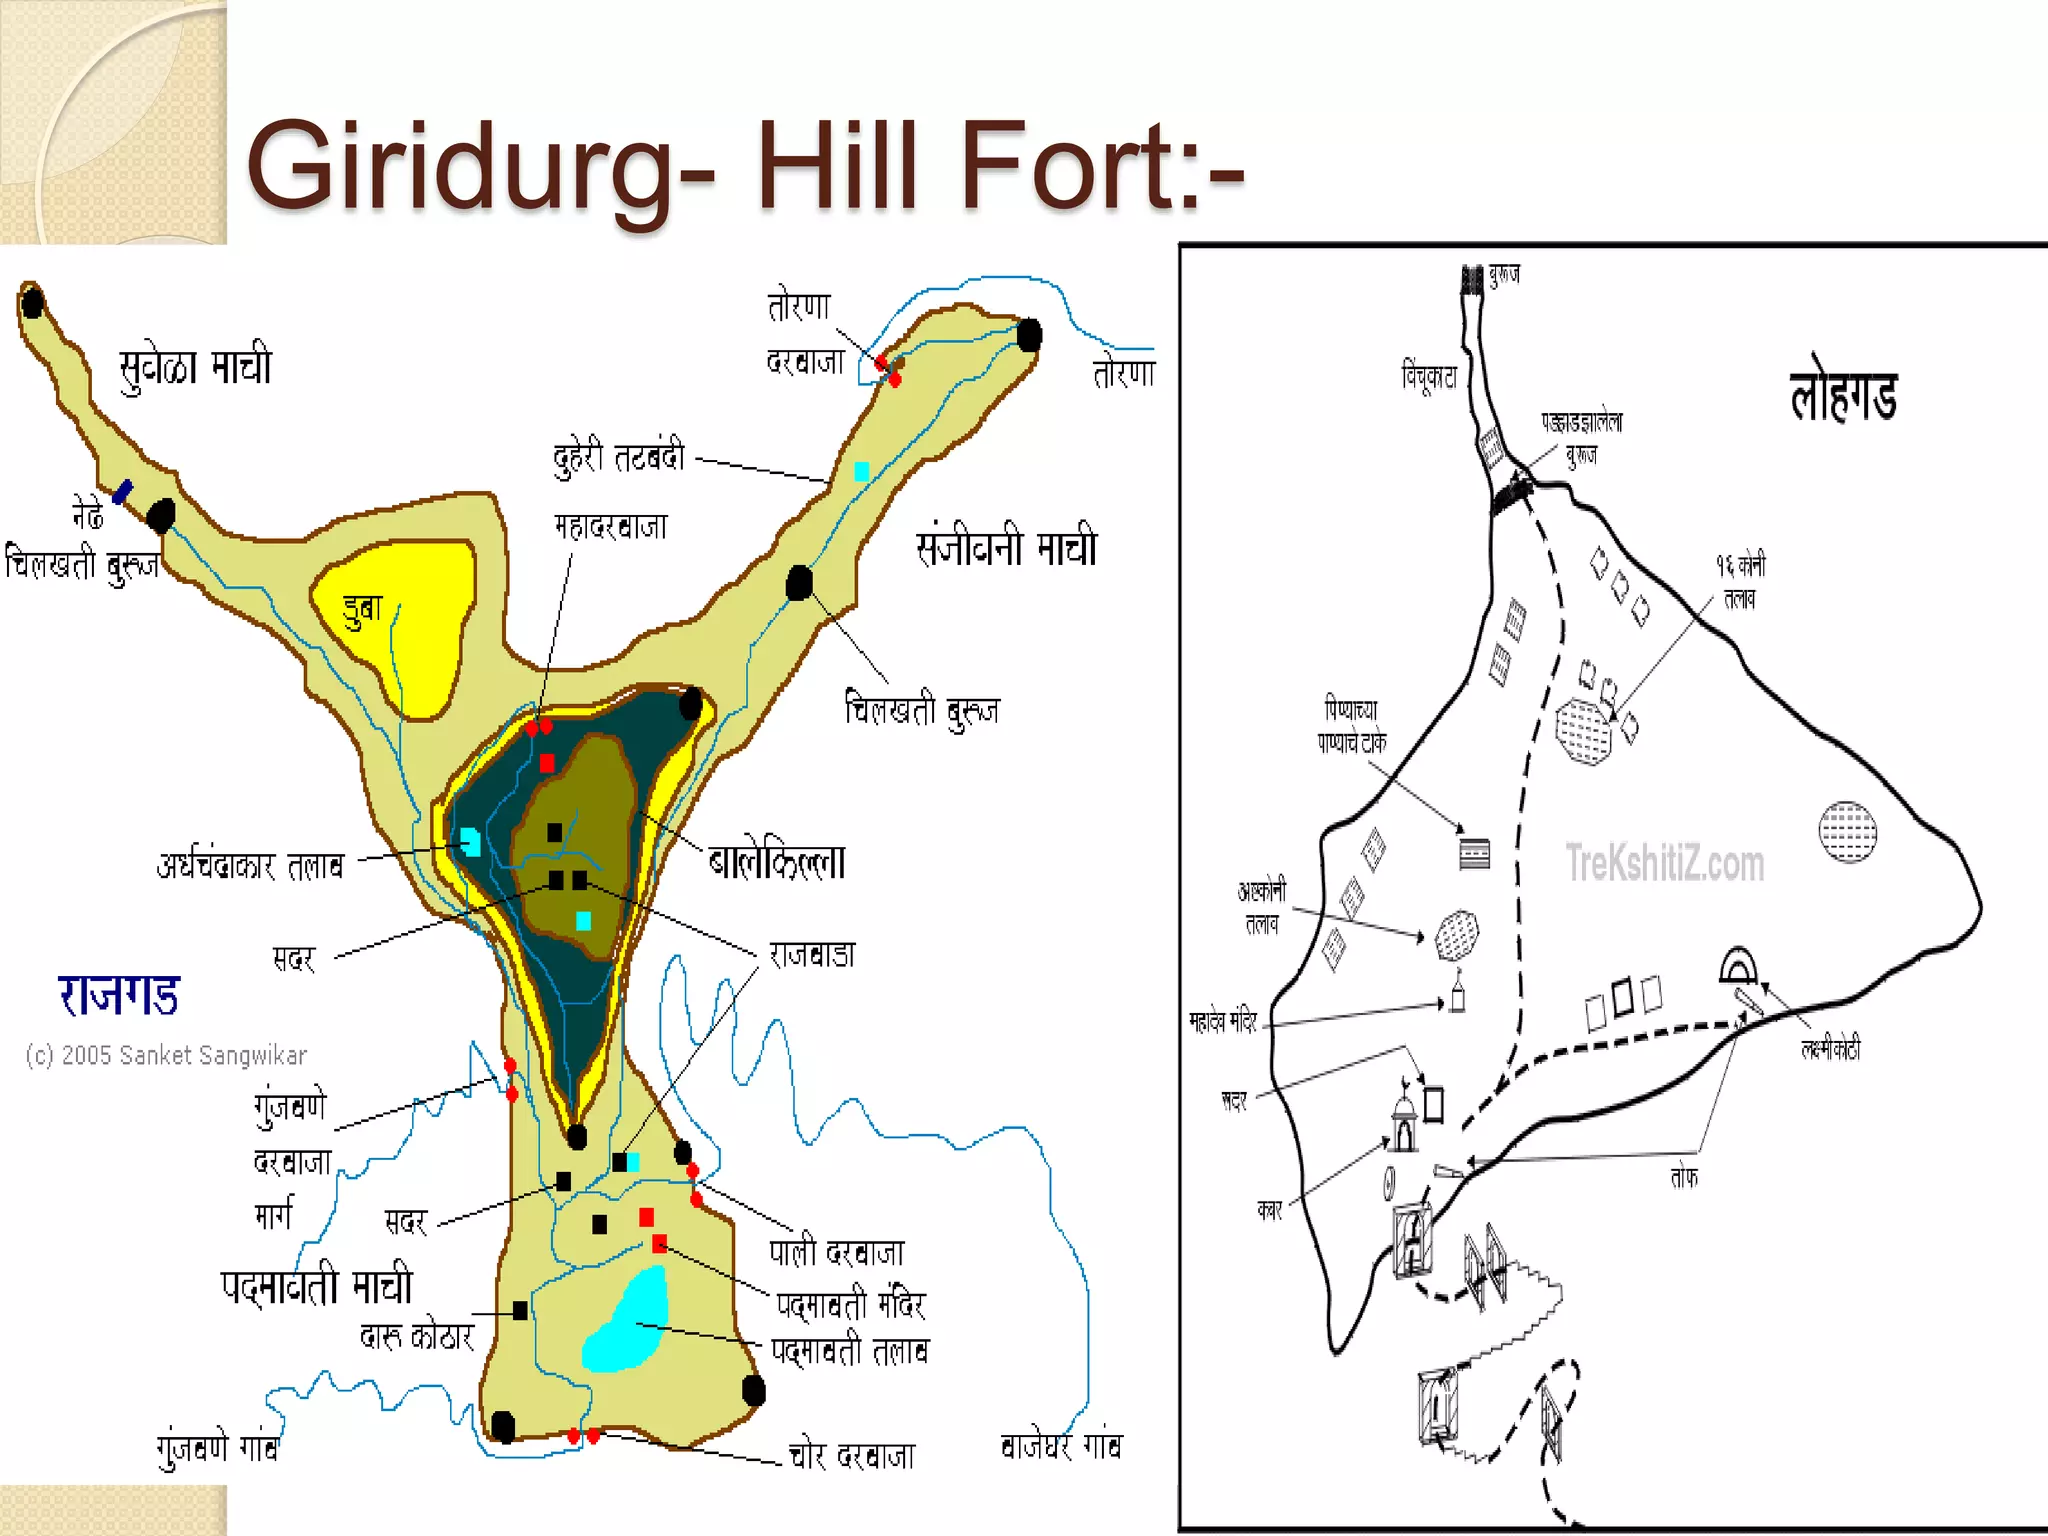 Giridurg- Hill Fort:-
सुवेळा माची
तोरणा
दरवाजा
तोरणा
दुहेरी तटबंदी
महादरवाजा
नेढे
चिलखती बुरूज
डुबा
संजीवनी माची
चिलखती बुरूज
अर्धचंद्राकार तलाव
बालेकिल्ला
सदर
राजवाडा
राजगड
(c) 2005 Sanket Sangwikar
गुंजवणे
दरवाजा
मार्ग
सदर
पाली दरवाजा
पद्मावती माची
पद्मावती मंदिर
दारू कोठार
पद्मावती तलाव
गुंजवणे गांव
चोर दरवाजा
वाजेघर गांव
बुरूज
विंचूकाटा
लोहगड
पडझड झालेला
बुरूज
१६ कोनी
तलाव
पिण्याच्या
पाण्याचे टाके
TreKshitiZ.com
अष्टकोनी
तलाव
महादेव मंदिर
लक्ष्मीकोठी
सदर
तोफ
कबर